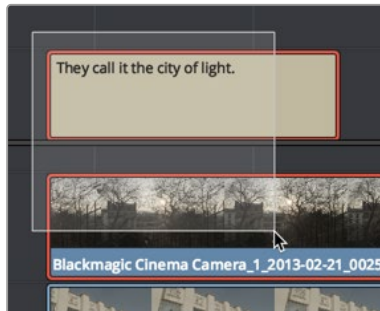 They call it the city of light.
Blackmagic Cinema Camera_1_2013-02-21_0025